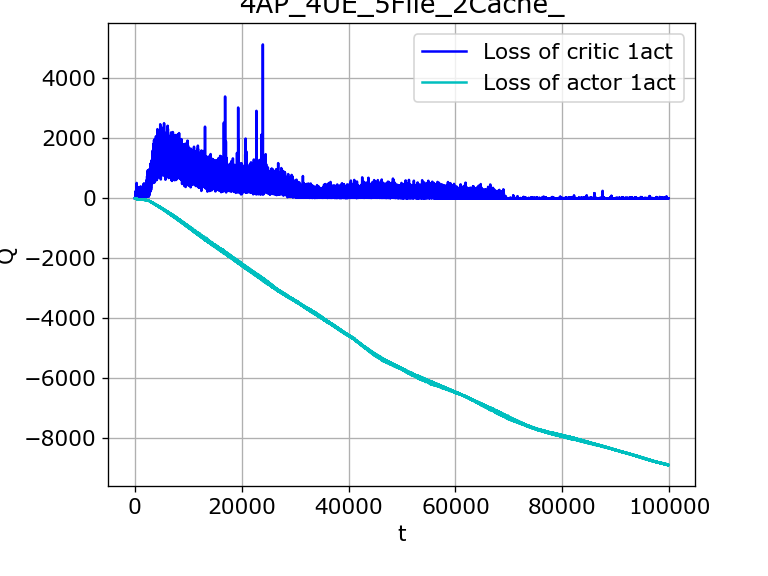 4AP_4UE_5File_2Cache_
Loss of critic 1act
Loss of actor 1act
4000
2000
0
−2000
−4000
−6000
−8000
Q
0 20000 40000 60000 80000 100000
t